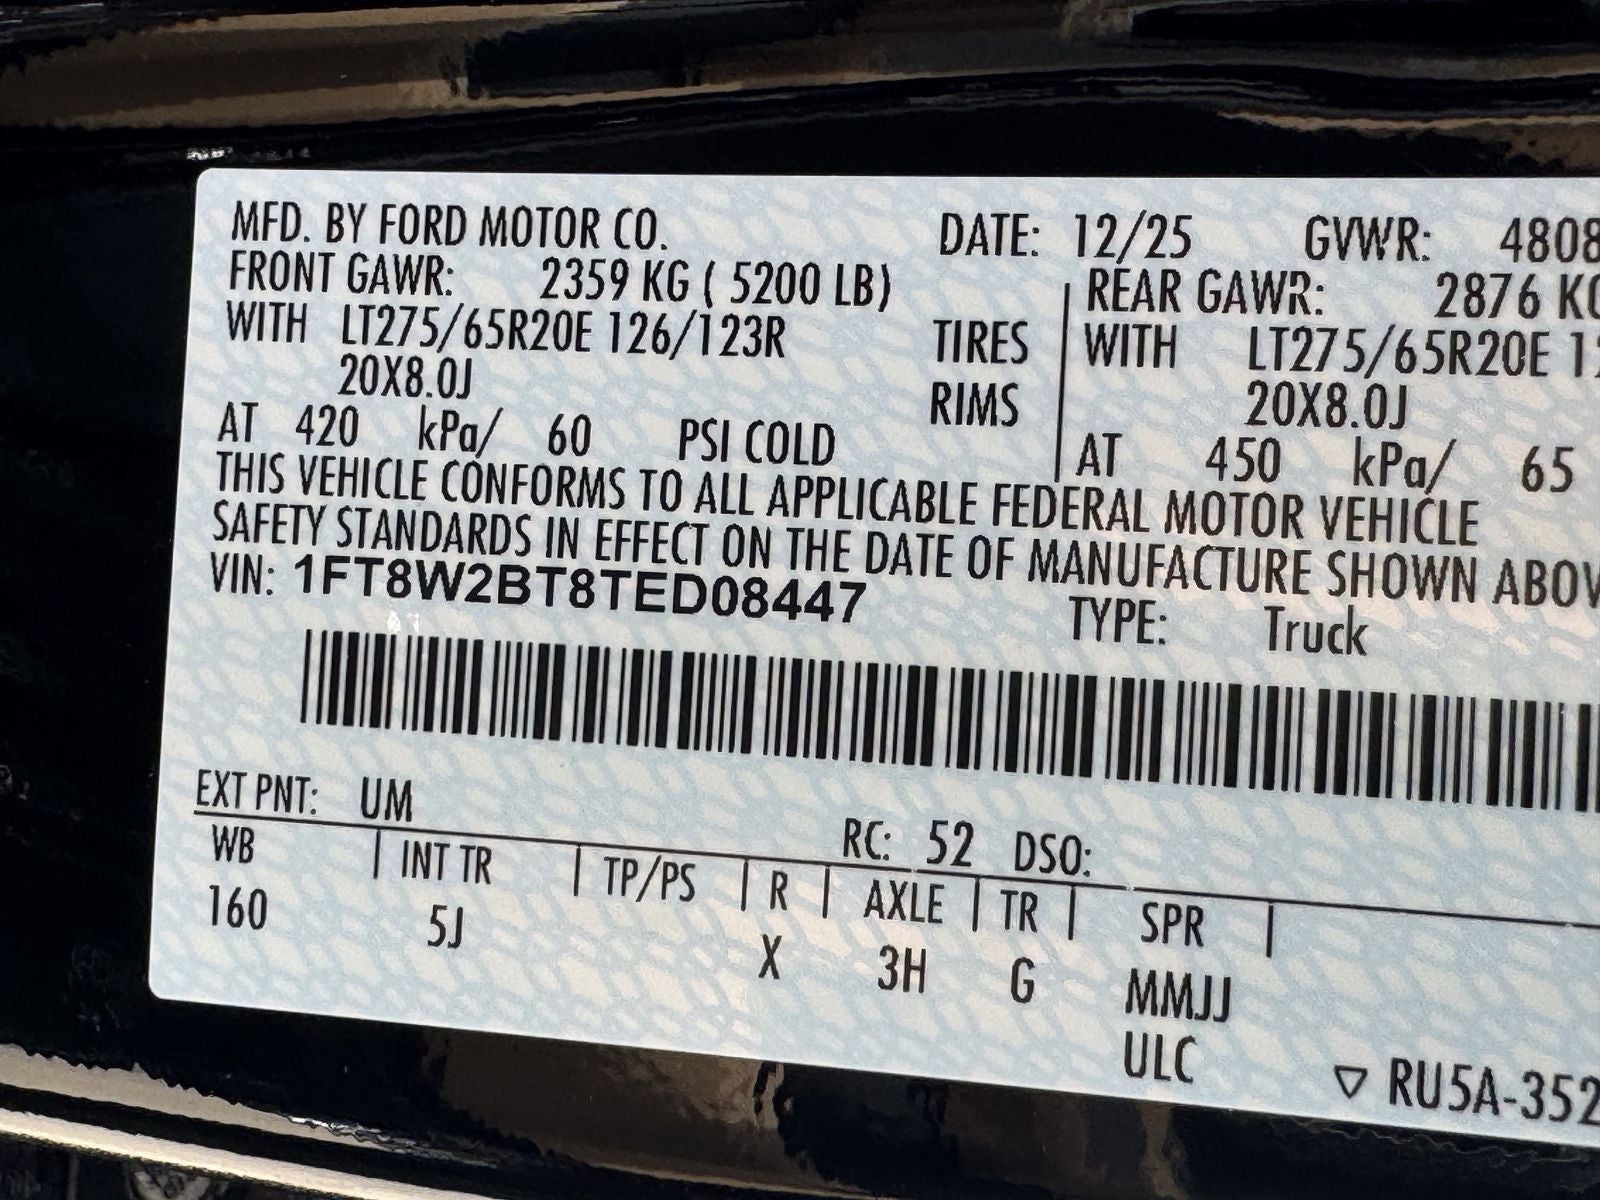 MFD. BY FORD MOTOR CO. DATE: 12/25 GVWR: 4808
FRONT GAWR: 2359 KG ( 5200 LB) REAR GAWR: 2876 KG
WITH LT275/65R20E 126/123R TIRES WITH LT275/65R20E
20X8.0J RIMS 20X8.0J
AT 420 kPa/ 60 PSI COLD AT 450 kPa/ 65
THIS VEHICLE CONFORMS TO ALL APPLICABLE FEDERAL MOTOR VEHICLE
SAFETY STANDARDS IN EFFECT ON THE DATE OF MANUFACTURE SHOWN ABOV
VIN: 1FT8W2BT8TED08447 TYPE: Truck
EXT PNT: UM RC: 52 DSO:
WB INT TR TP/PS R AXLE TR SPR
160 5J X 3H G MMJJ
ULC
▽ RU5A-352